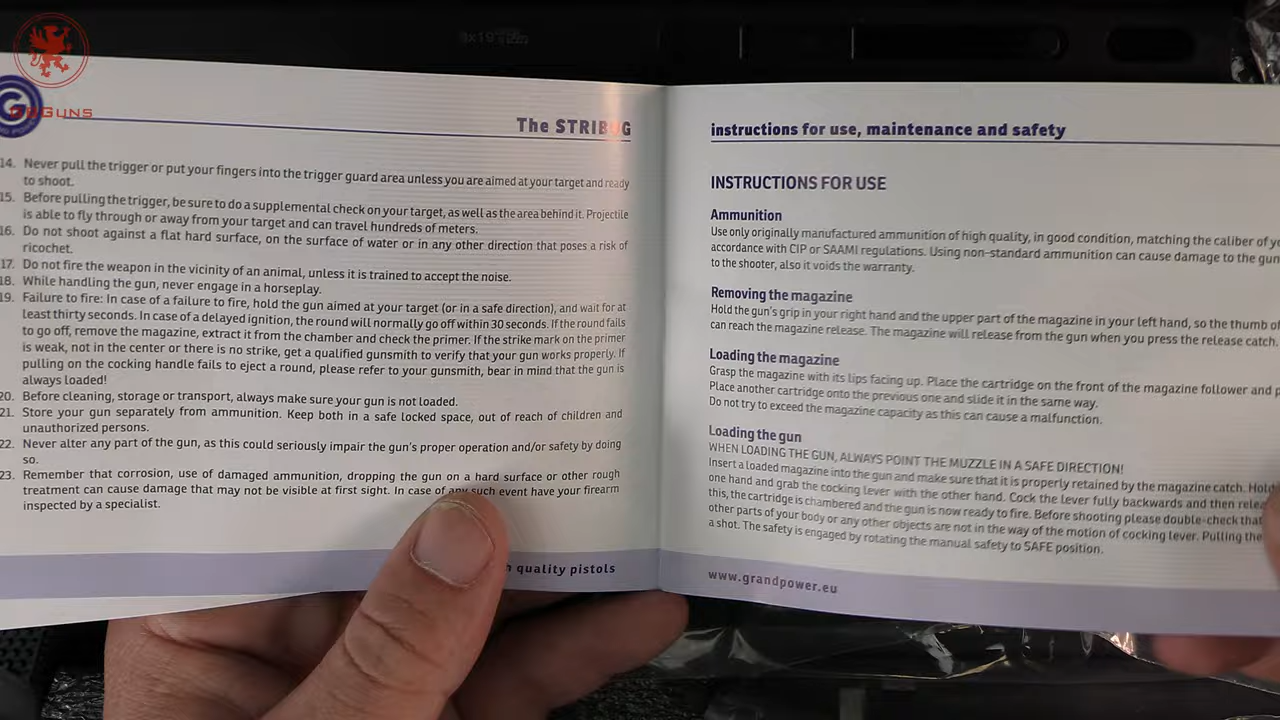 9x19
GUNS
The STRIBOG
14. Never pull the trigger or put your fingers into the trigger guard area unless you are aimed at your target and ready
to shoot.
15. Before pulling the trigger, be sure to do a supplemental check on your target, as well as the area behind it. Projectile
is able to fly through or away from your target and can travel hundreds of meters.
16. Do not shoot against a flat hard surface, on the surface of water or in any other direction that poses a risk of
ricochet.
17. Do not fire the weapon in the vicinity of an animal, unless it is trained to accept the noise.
18. While handling the gun, never engage in a horseplay.
19. Failure to fire: In case of a failure to fire, hold the gun aimed at your target (or in a safe direction), and wait for at
least thirty seconds. In case of a delayed ignition, the round will normally go off within 30 seconds. If the round fails
to go off, remove the magazine, extract it from the chamber and check the primer. If the strike mark on the primer
is weak, not in the center or there is no strike, get a qualified gunsmith to verify that your gun works properly. If
pulling on the cocking handle fails to eject a round, please refer to your gunsmith, bear in mind that the gun is
always loaded!
20. Before cleaning, storage or transport, always make sure your gun is not loaded.
21. Store your gun separately from ammunition. Keep both in a safe locked space, out of reach of children and
unauthorized persons.
22. Never alter any part of the gun, as this could seriously impair the gun's proper operation and/or safety by doing
so.
23. Remember that corrosion, use of damaged ammunition, dropping the gun on a hard surface or other rough
treatment can cause damage that may not be visible at first sight. In case of any such event have your firearm
inspected by a specialist.
quality pistols
instructions for use, maintenance and safety
INSTRUCTIONS FOR USE
Ammunition
Use only originally manufactured ammunition of high quality, in good condition, matching the caliber of
accordance with CIP or SAAMI regulations. Using non-standard ammunition can cause damage to the gun
to the shooter, also it voids the warranty.
Removing the magazine
Hold the gun's grip in your right hand and the upper part of the magazine in your left hand, so the thumb of
can reach the magazine release. The magazine will release from the gun when you press the release catch.
Loading the magazine
Grasp the magazine with its lips facing up. Place the cartridge on the front of the magazine follower and
Place another cartridge onto the previous one and slide it in the same way.
Do not try to exceed the magazine capacity as this can cause a malfunction.
Loading the gun
WHEN LOADING THE GUN, ALWAYS POINT THE MUZZLE IN A SAFE DIRECTION!
Insert a loaded magazine into the gun and make sure that it is properly retained by the magazine catch. Hold
one hand and grab the cocking lever with the other hand. Cock the lever fully backwards and then
this, the cartridge is chambered and the gun is now ready to fire. Before shooting please double-check that
other parts of your body or any other objects are not in the way of the motion of cocking lever. Pulling the
a shot. The safety is engaged by rotating the manual safety to SAFE position.
www.grandpower.eu